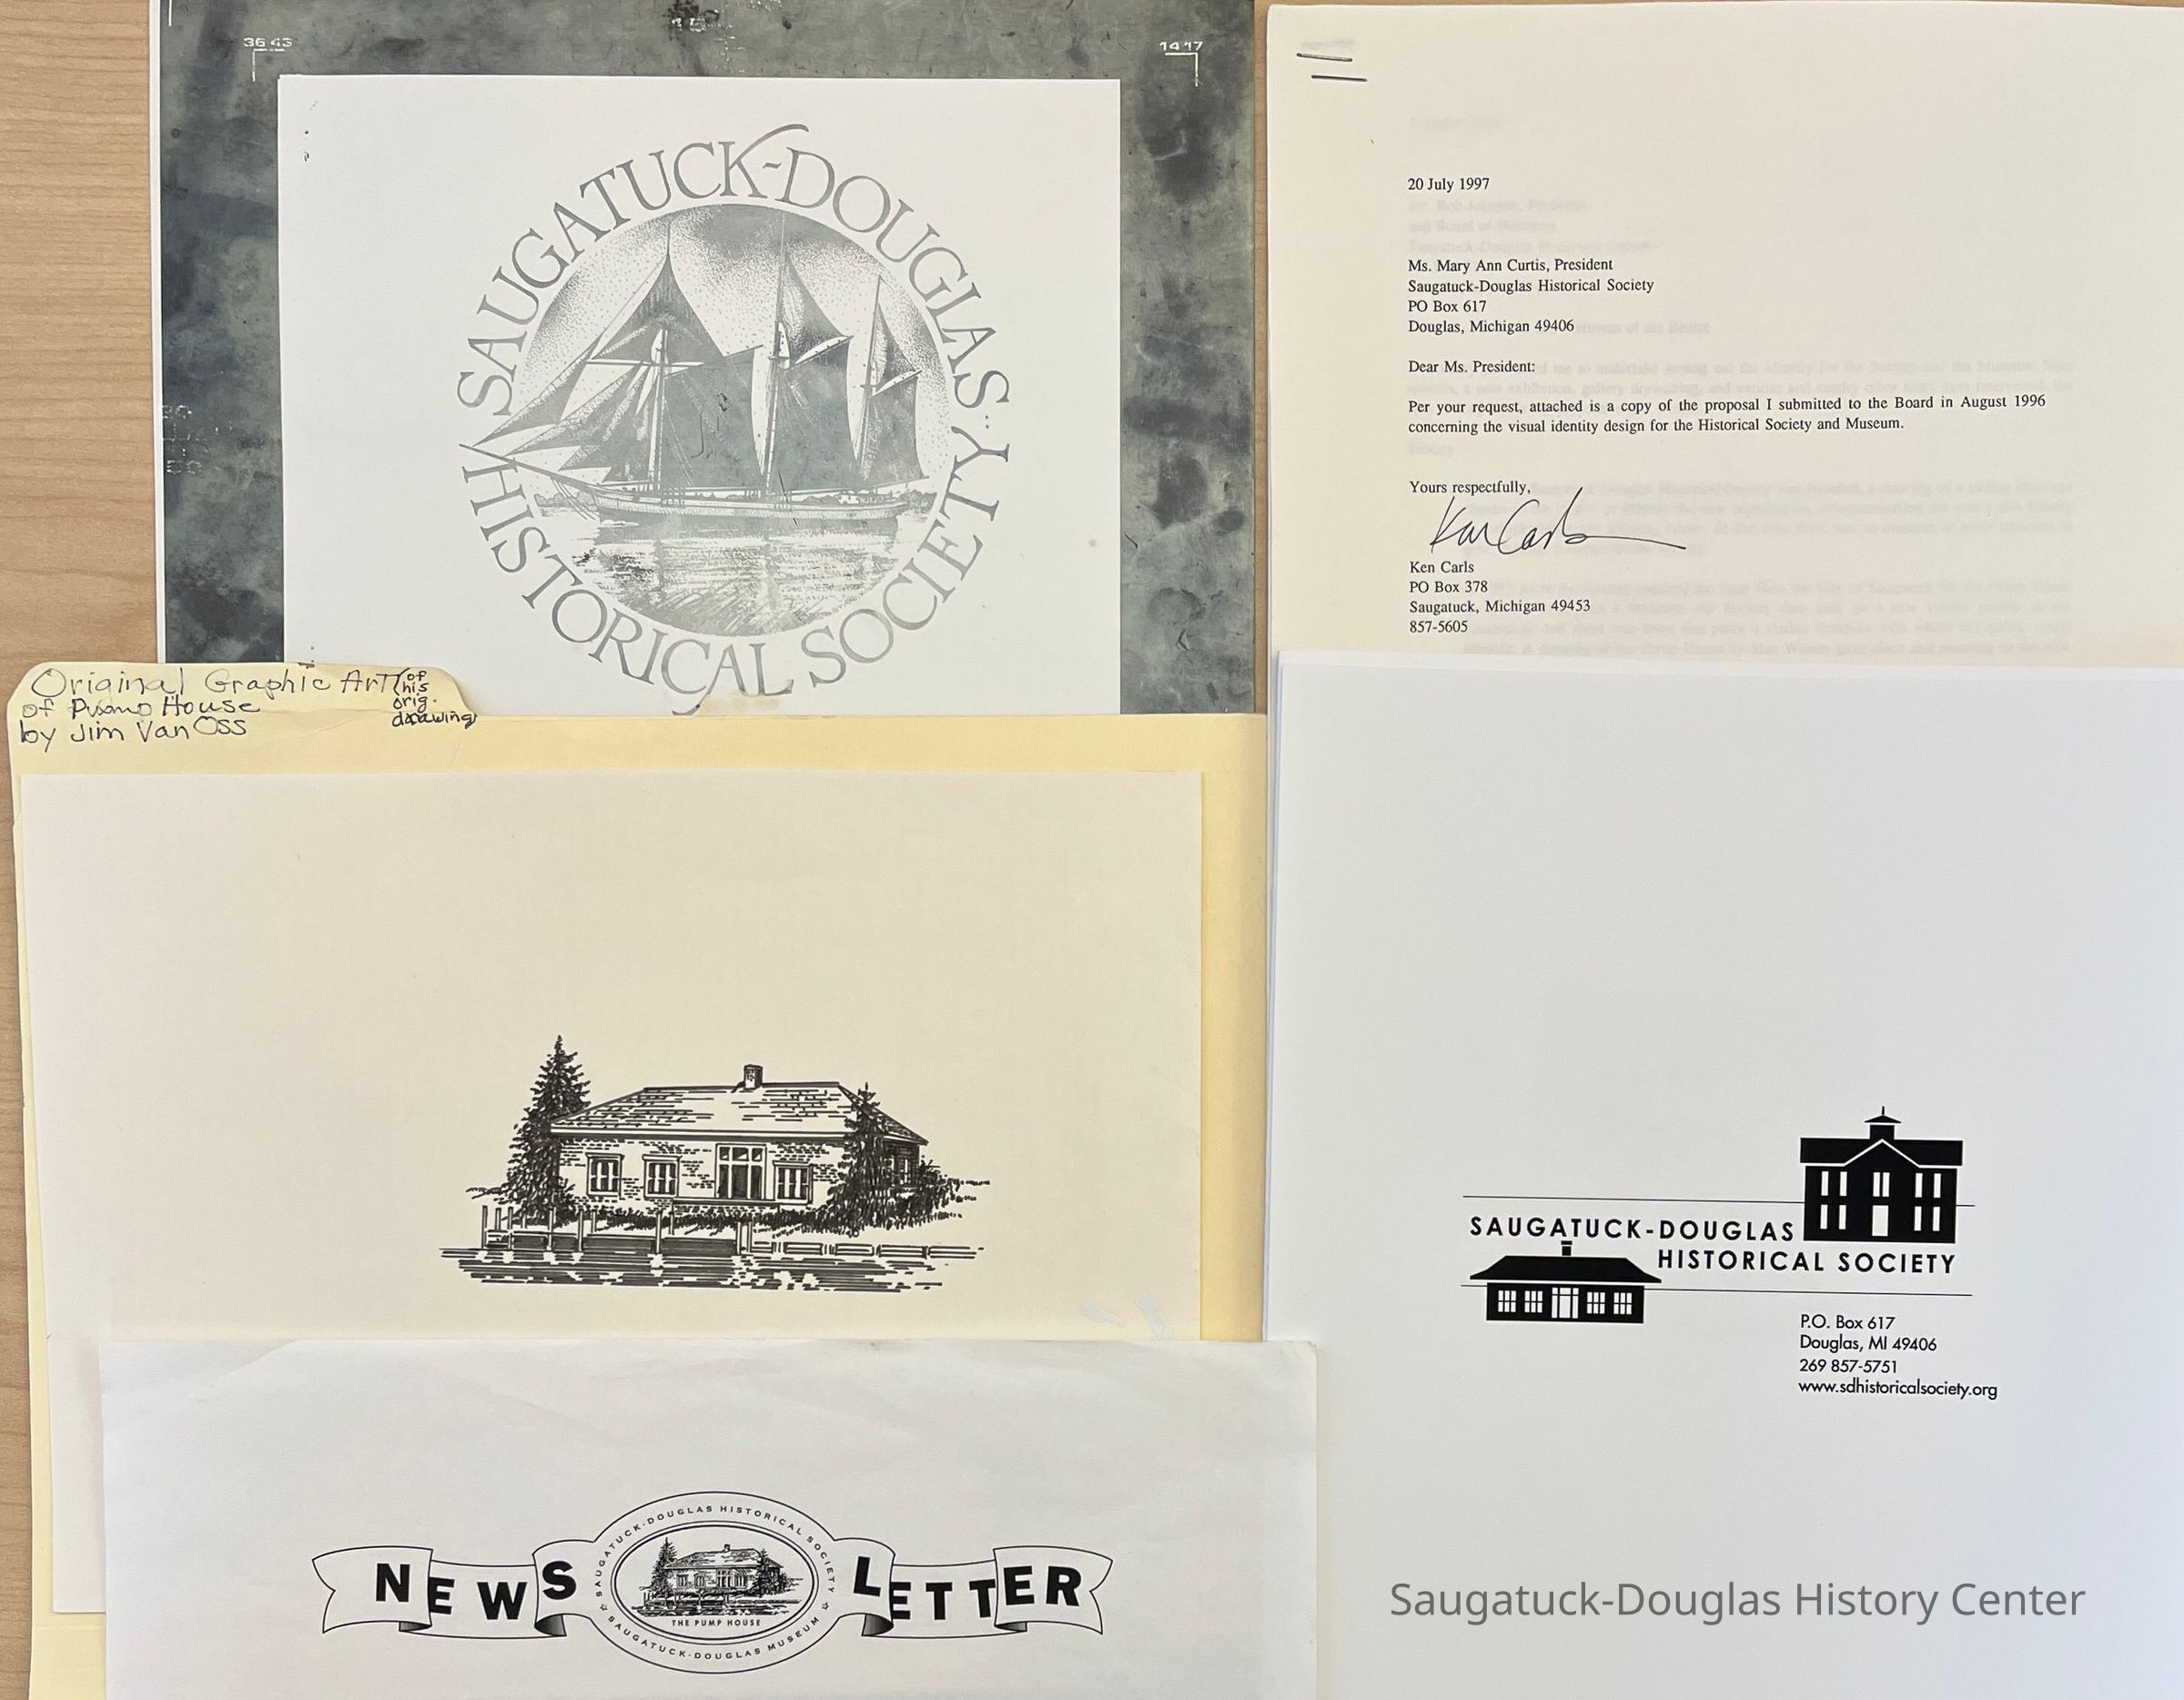 36 43
14 17
SAUGATUCK-DOUGLAS
HISTORICAL SOCIETY
20 July 1997
Ms. Mary Ann Curtis, President
Saugatuck-Douglas Historical Society
PO Box 617
Douglas, Michigan 49406
Dear Ms. President:
Per your request, attached is a copy of the proposal I submitted to the Board in August 1996
concerning the visual identity design for the Historical Society and Museum.
Yours respectfully,
Ken Carls
Ken Carls
PO Box 378
Saugatuck, Michigan 49453
857-5605
Original Graphic Art (of his orig. drawing
of Pump House
by Jim Van Oss
SAUGATUCK-DOUGLAS
HISTORICAL SOCIETY
P.O. Box 617
Douglas, MI 49406
269 857-5751
www.sdhistoricalsociety.org
NEWSLETTER
SAUGATUCK-DOUGLAS HISTORICAL SOCIETY
THE PUMP HOUSE
SAUGATUCK-DOUGLAS MUSEUM
Saugatuck-Douglas History Center